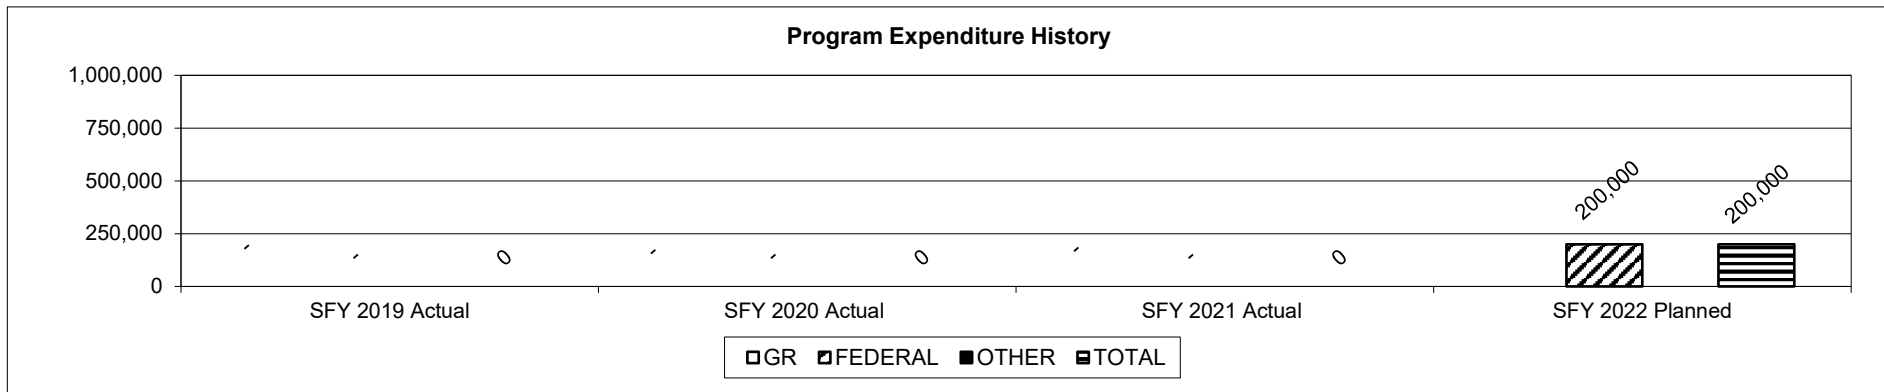 Program Expenditure History
1,000,000
750,000
500,000
250,000
0
- - 0 - - 0 - - 0 200,000 200,000
SFY 2019 Actual SFY 2020 Actual SFY 2021 Actual SFY 2022 Planned
GR FEDERAL OTHER TOTAL